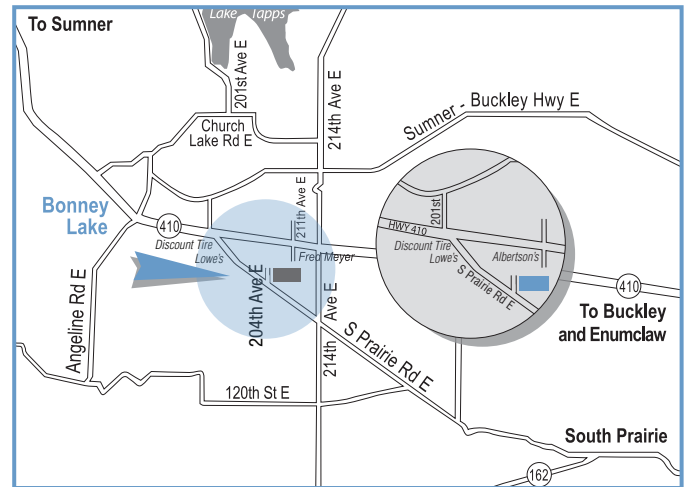 Lake Tapps
To Sumner
201st Ave E
214th Ave E
Church
Lake Rd E
Sumner - Buckley Hwy E
Bonney
Lake
410
211th Ave E
201st
HWY 410
Discount Tire
Lowe's
Fred Meyer
Discount Tire
Lowe's
Albertson's
S Prairie Rd E
204th Ave E
Angeline Rd E
214th Ave E
S Prairie Rd E
410
To Buckley
and Enumclaw
120th St E
South Prairie
162